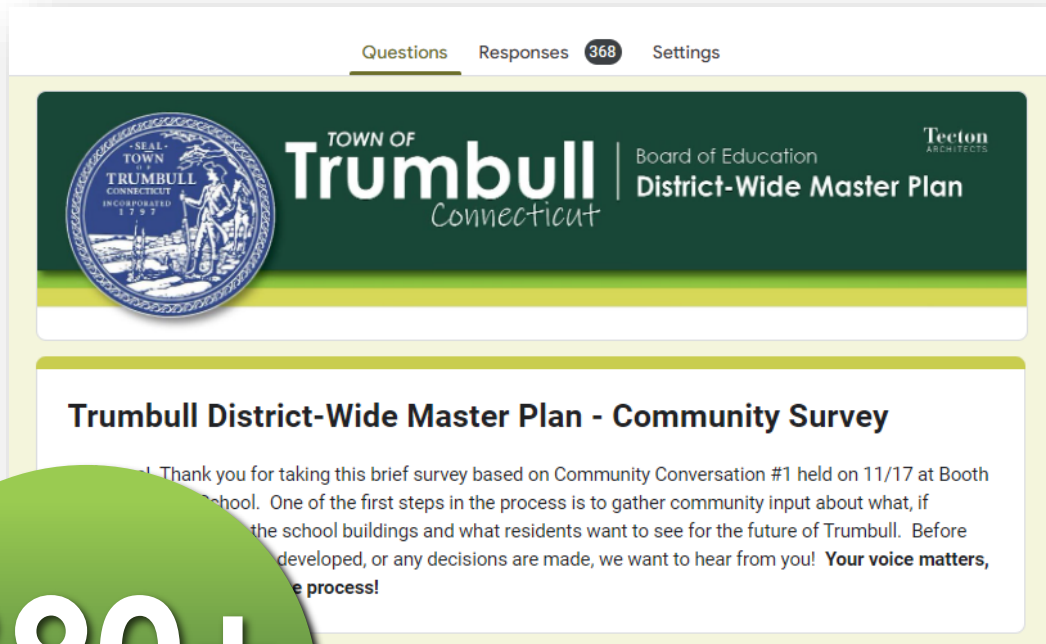 Questions Responses 368 Settings
·SEAL·
TOWN
OF
TRUMBULL
CONNECTICUT
INCORPORATED
1797
TOWN OF
Trumbull
Connecticut
Board of Education
District-Wide Master Plan
Tecton
ARCHITECTS
Trumbull District-Wide Master Plan - Community Survey
Thank you for taking this brief survey based on Community Conversation #1 held on 11/17 at Booth
School. One of the first steps in the process is to gather community input about what, if
the school buildings and what residents want to see for the future of Trumbull. Before
developed, or any decisions are made, we want to hear from you! Your voice matters,
process!